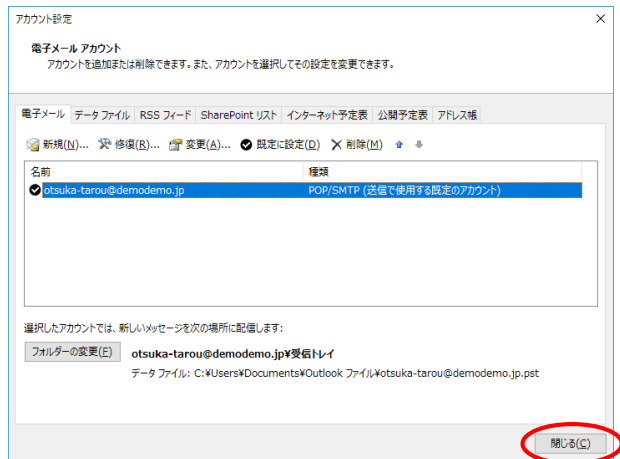 アカウント設定
電子メール アカウント
アカウントを追加または削除できます。また、アカウントを選択してその設定を変更できます。
電子メール データ ファイル RSS フィード SharePoint リスト インターネット予定表 公開予定表 アドレス帳
新規(N)... 修復(R)... 変更(A)... 既定に設定(D) 削除(M)
名前 種類
otsuka-tarou@demodemo.jp POP/SMTP (送信で使用する既定のアカウント)
選択したアカウントでは、新しいメッセージを次の場所に配信します:
フォルダーの変更(F) otsuka-tarou@demodemo.jp¥受信トレイ
データ ファイル: C:¥Users¥Documents¥Outlook ファイル¥otsuka-tarou@demodemo.jp.pst
閉じる(C)